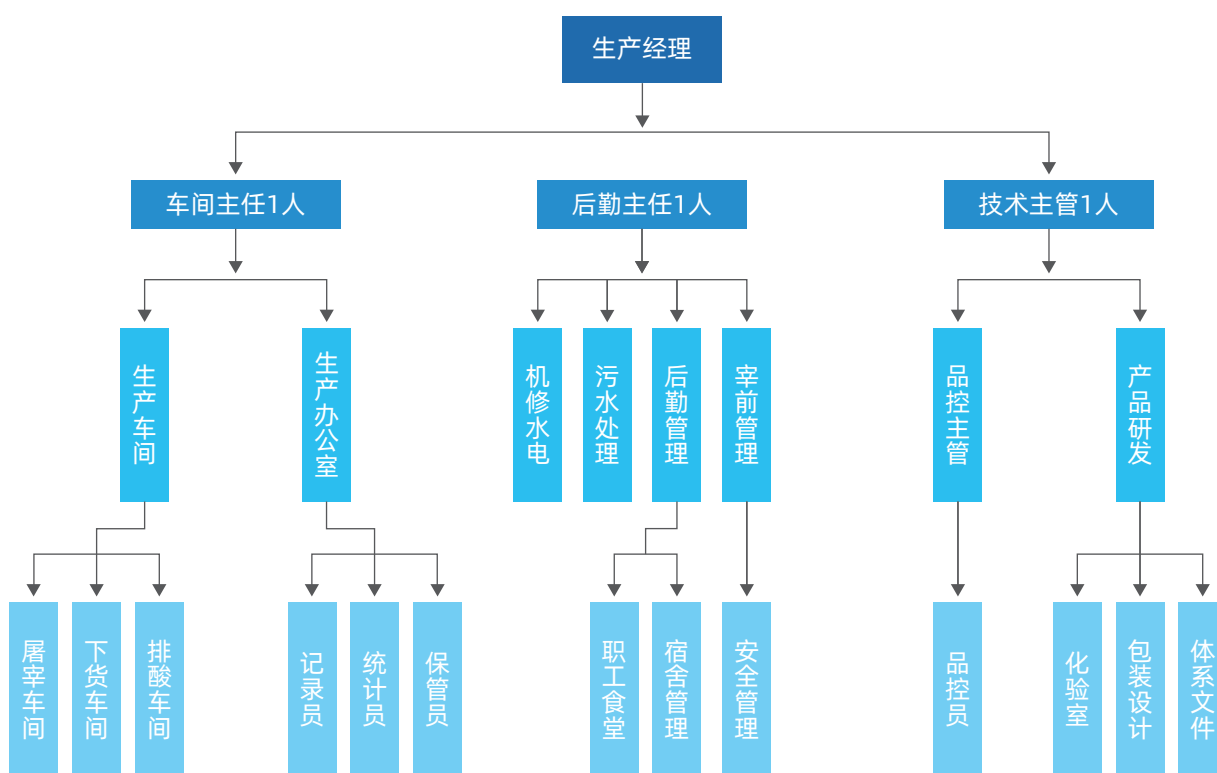 生产经理
车间主任1人
后勤主任1人
技术主管1人
生产车间
生产办公室
机修水电
污水处理
后勤管理
宰前管理
品控主管
产品研发
屠宰车间
下货车间
排酸车间
记录员
统计员
保管员
职工食堂
宿舍管理
安全管理
品控员
化验室
包装设计
体系文件